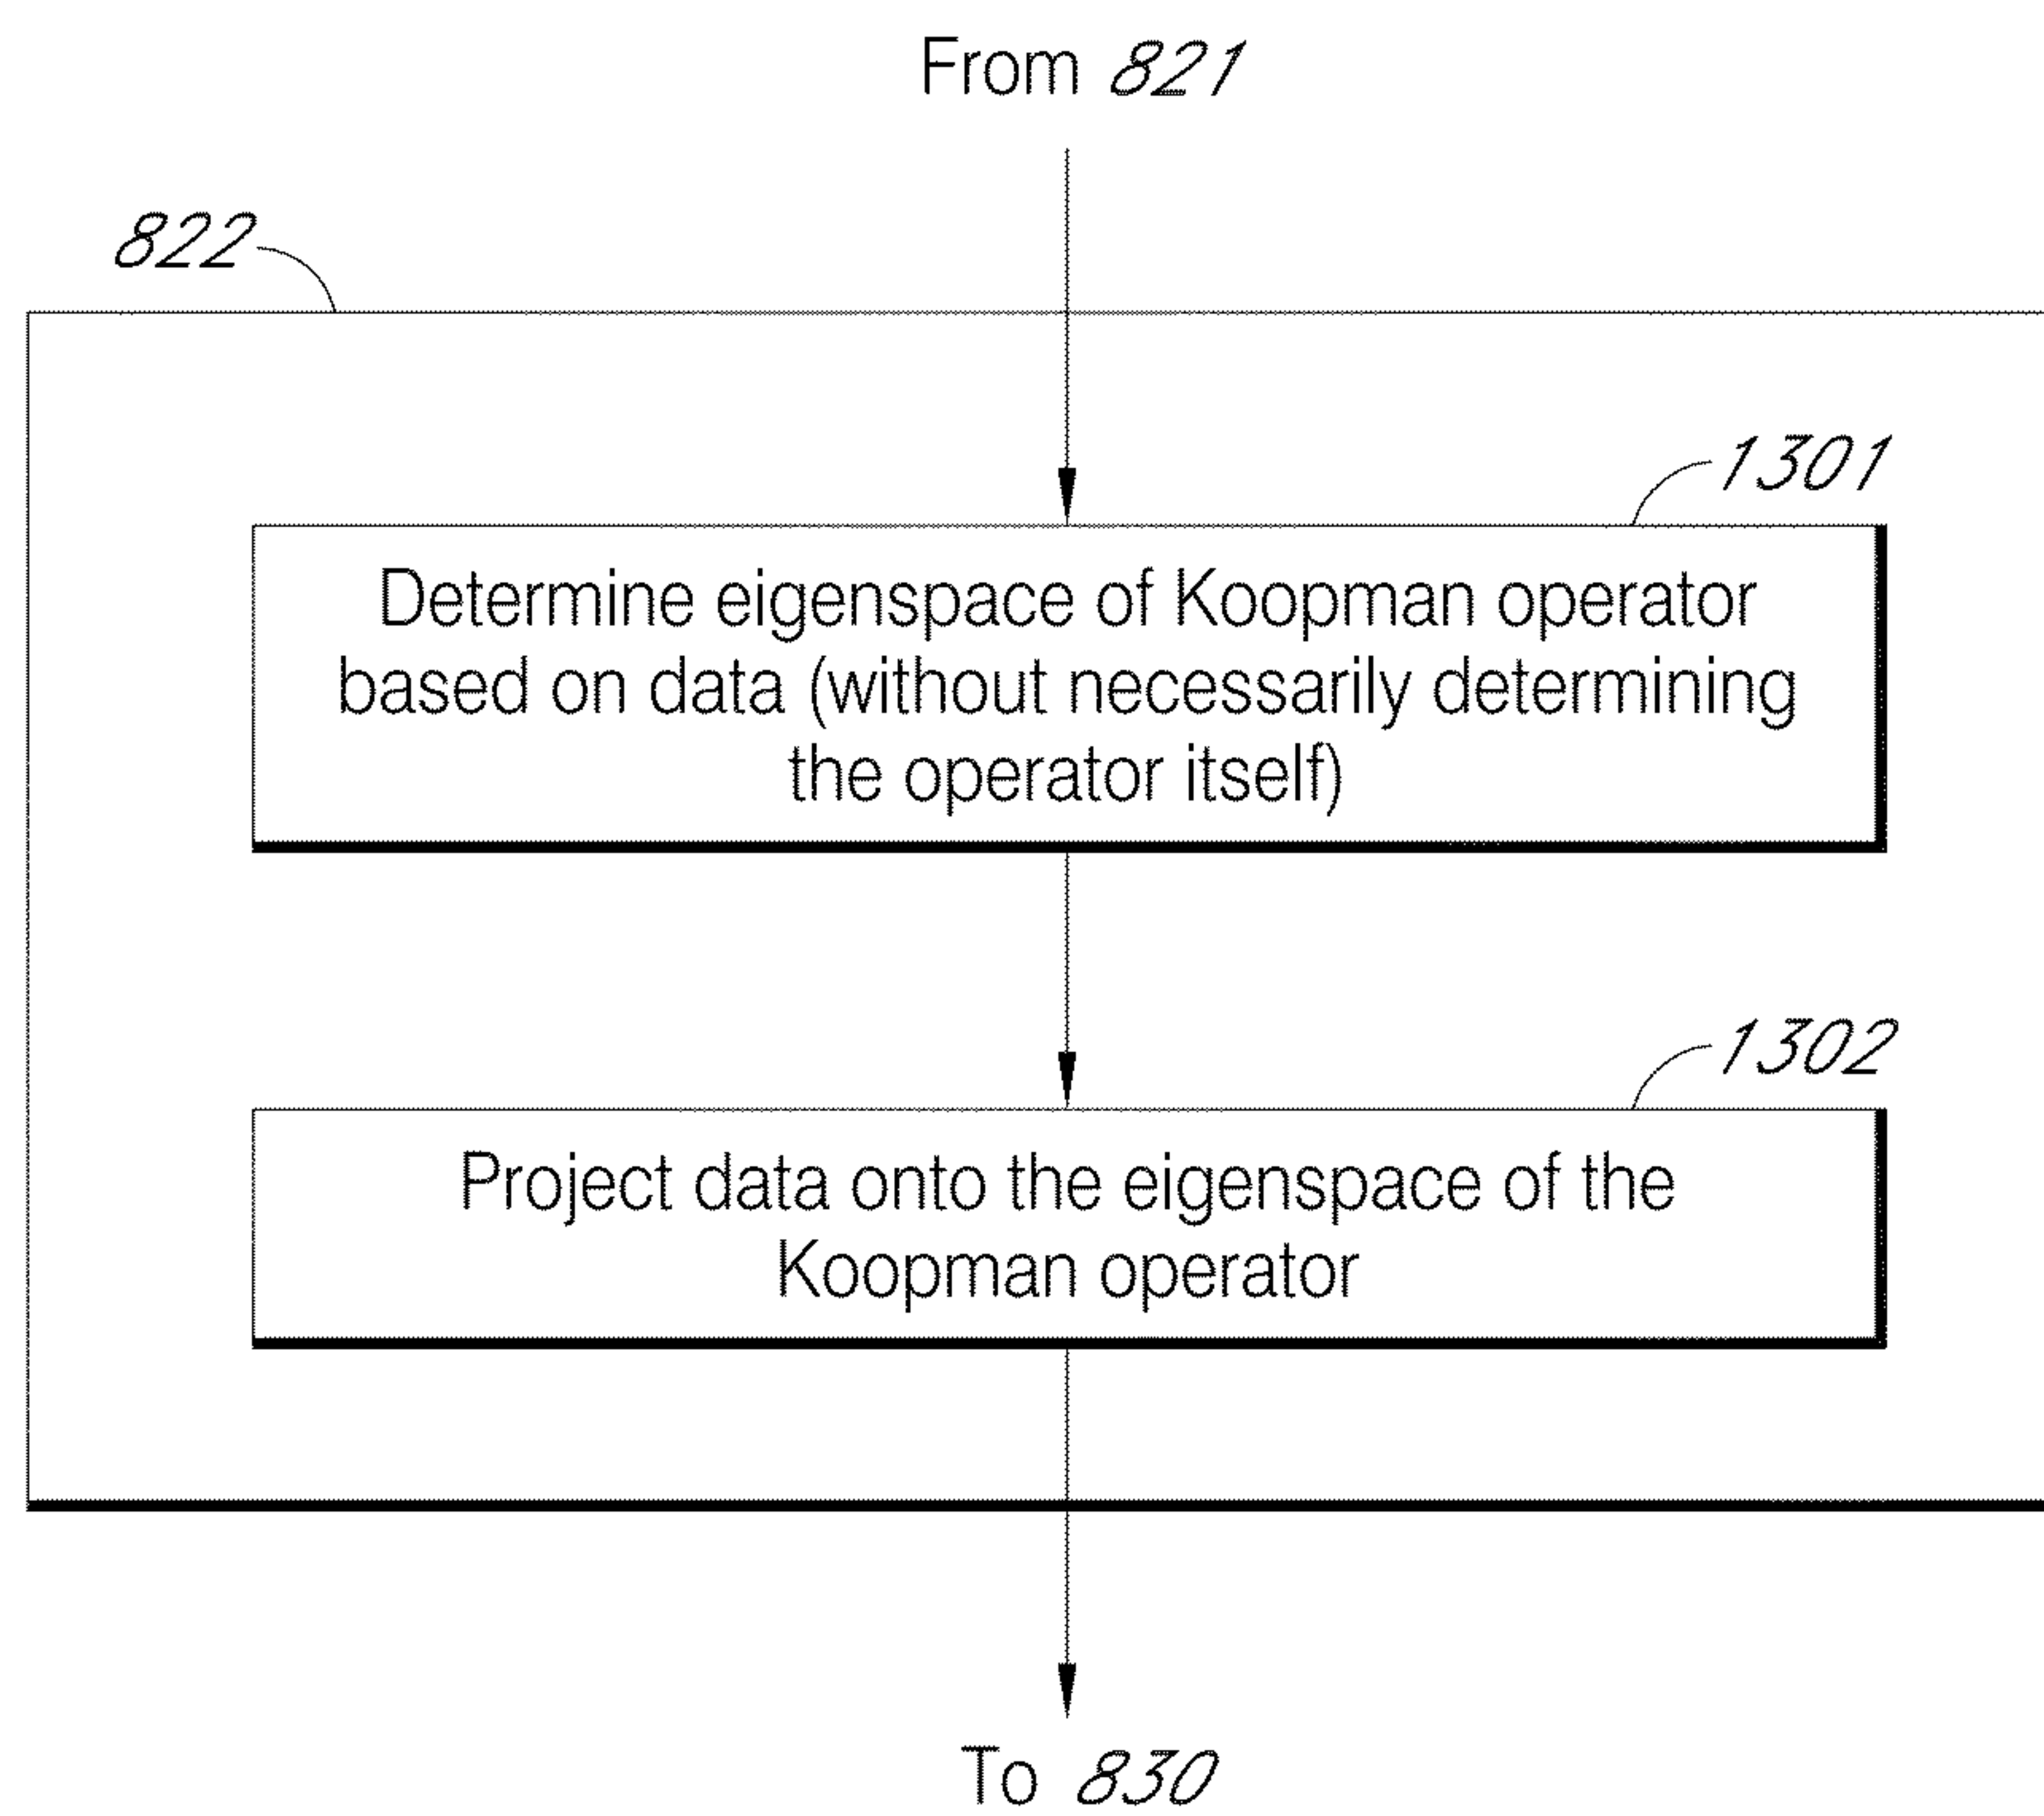 From 821
822
1301
Determine eigenspace of Koopman operator
based on data (without necessarily determining
the operator itself)
1302
Project data onto the eigenspace of the
Koopman operator
To 830